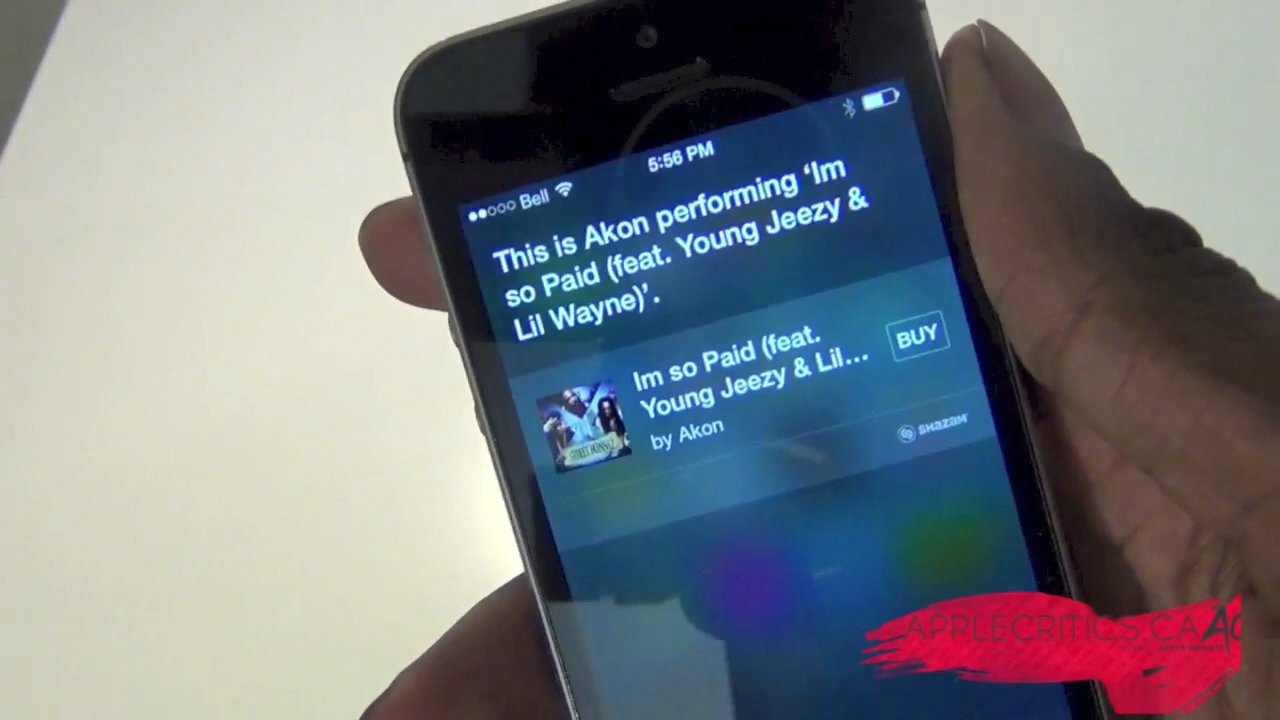 Bell
5:56 PM
This is Akon performing ‘Im
so Paid (feat. Young Jeezy &
Lil Wayne)’.
Im so Paid (feat.
Young Jeezy & Lil...
BUY
by Akon
SHAZAM
APPLECRITICS.CA